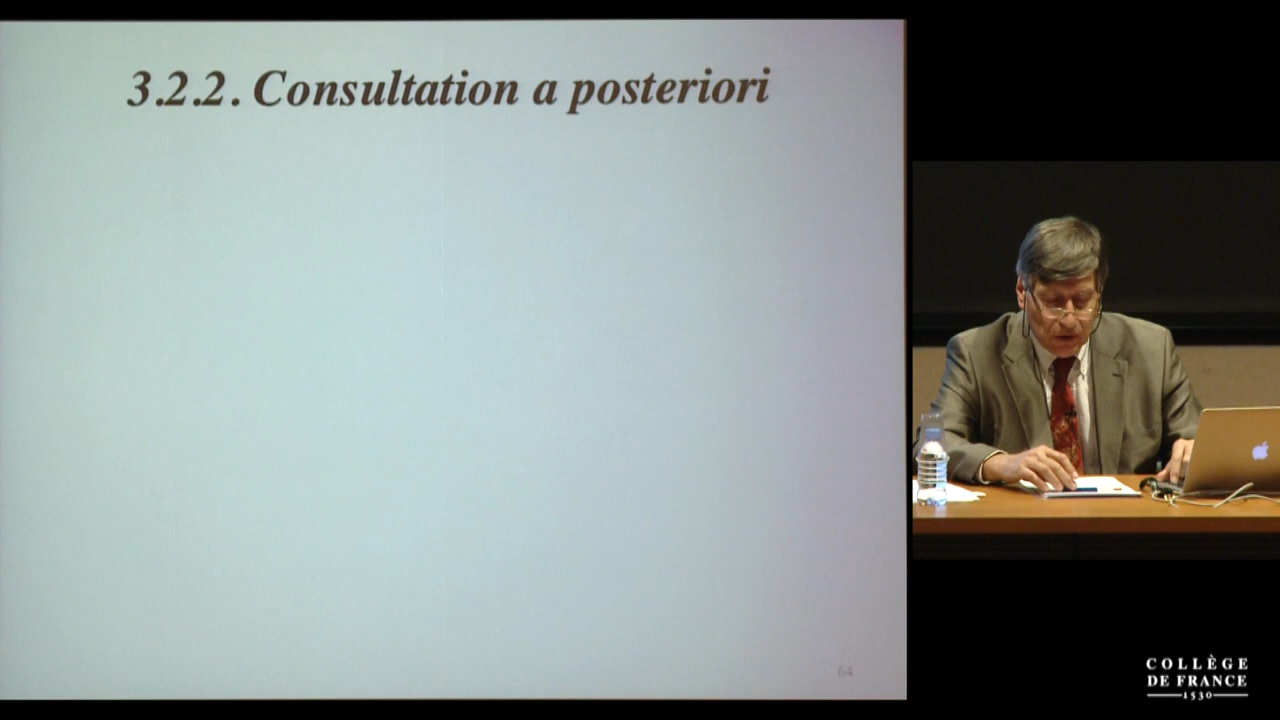 3.2.2. Consultation a posteriori
64
COLLÈGE
DE FRANCE
1530